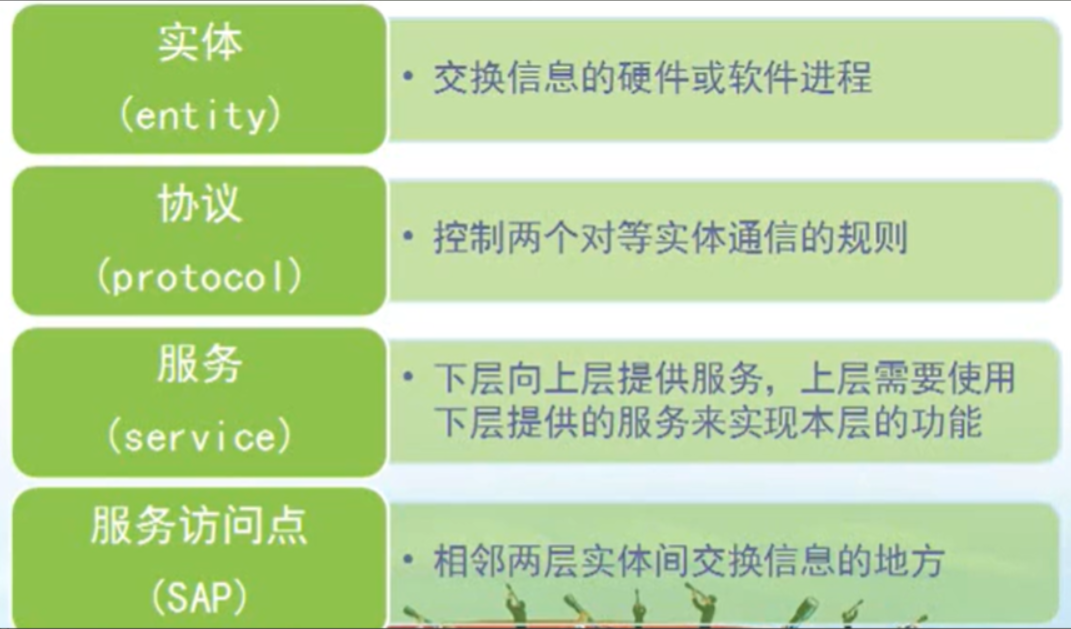 实体
(entity)
• 交换信息的硬件或软件进程
协议
(protocol)
• 控制两个对等实体通信的规则
服务
(service)
• 下层向上层提供服务，上层需要使用
下层提供的服务来实现本层的功能
服务访问点
(SAP)
• 相邻两层实体间交换信息的地方